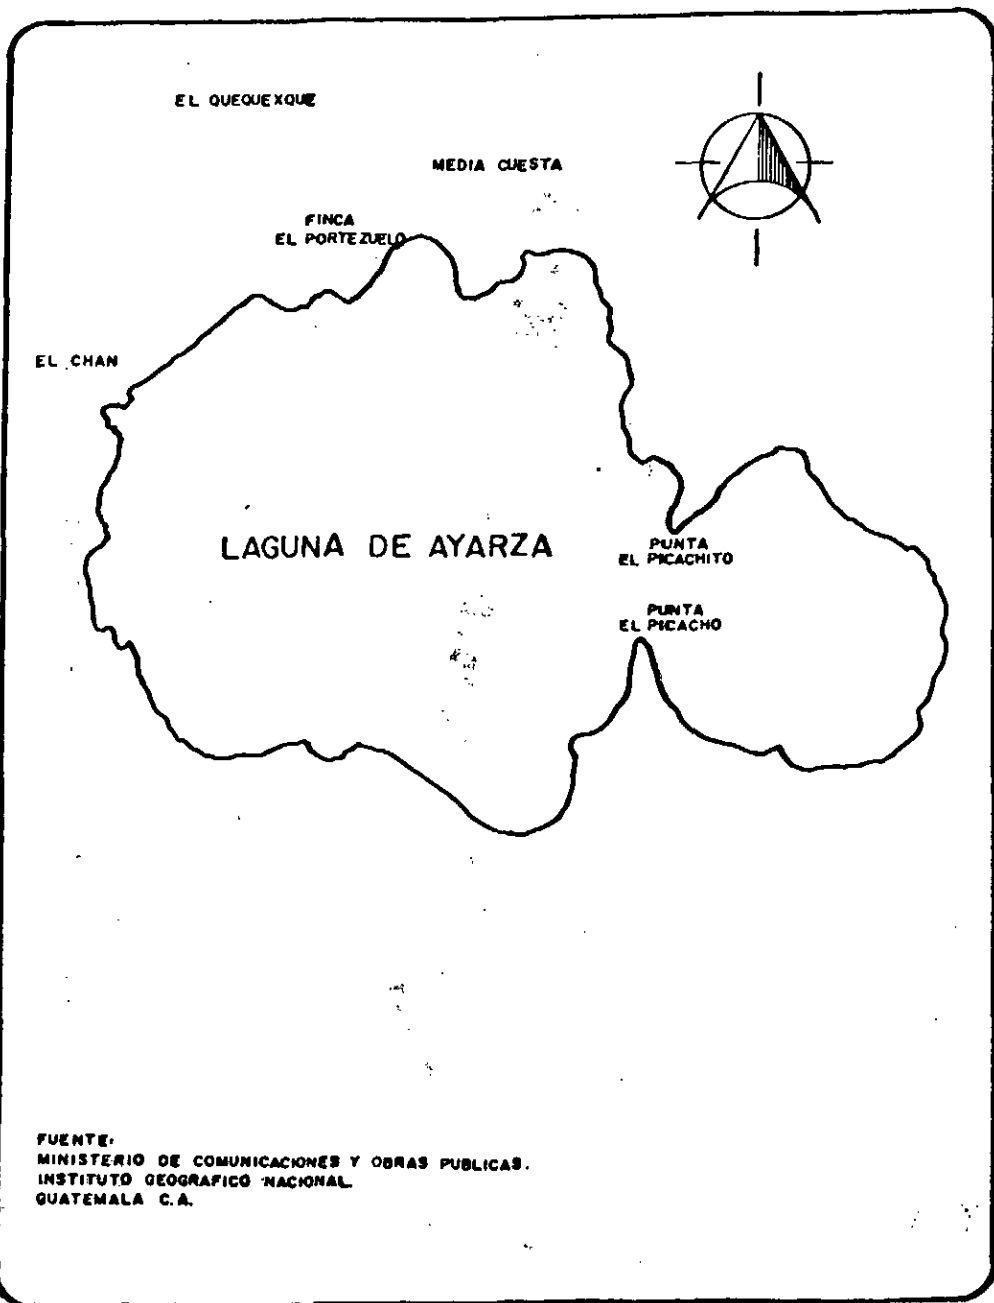 EL QUEQUEXQUE
MEDIA CUESTA
FINCA
EL PORTEZUELO
EL CHAN
LAGUNA DE AYARZA
PUNTA
EL PICACHITO
PUNTA
EL PICACHO
FUENTE:
MINISTERIO DE COMUNICACIONES Y OBRAS PUBLICAS.
INSTITUTO GEOGRAFICO NACIONAL.
GUATEMALA C.A.